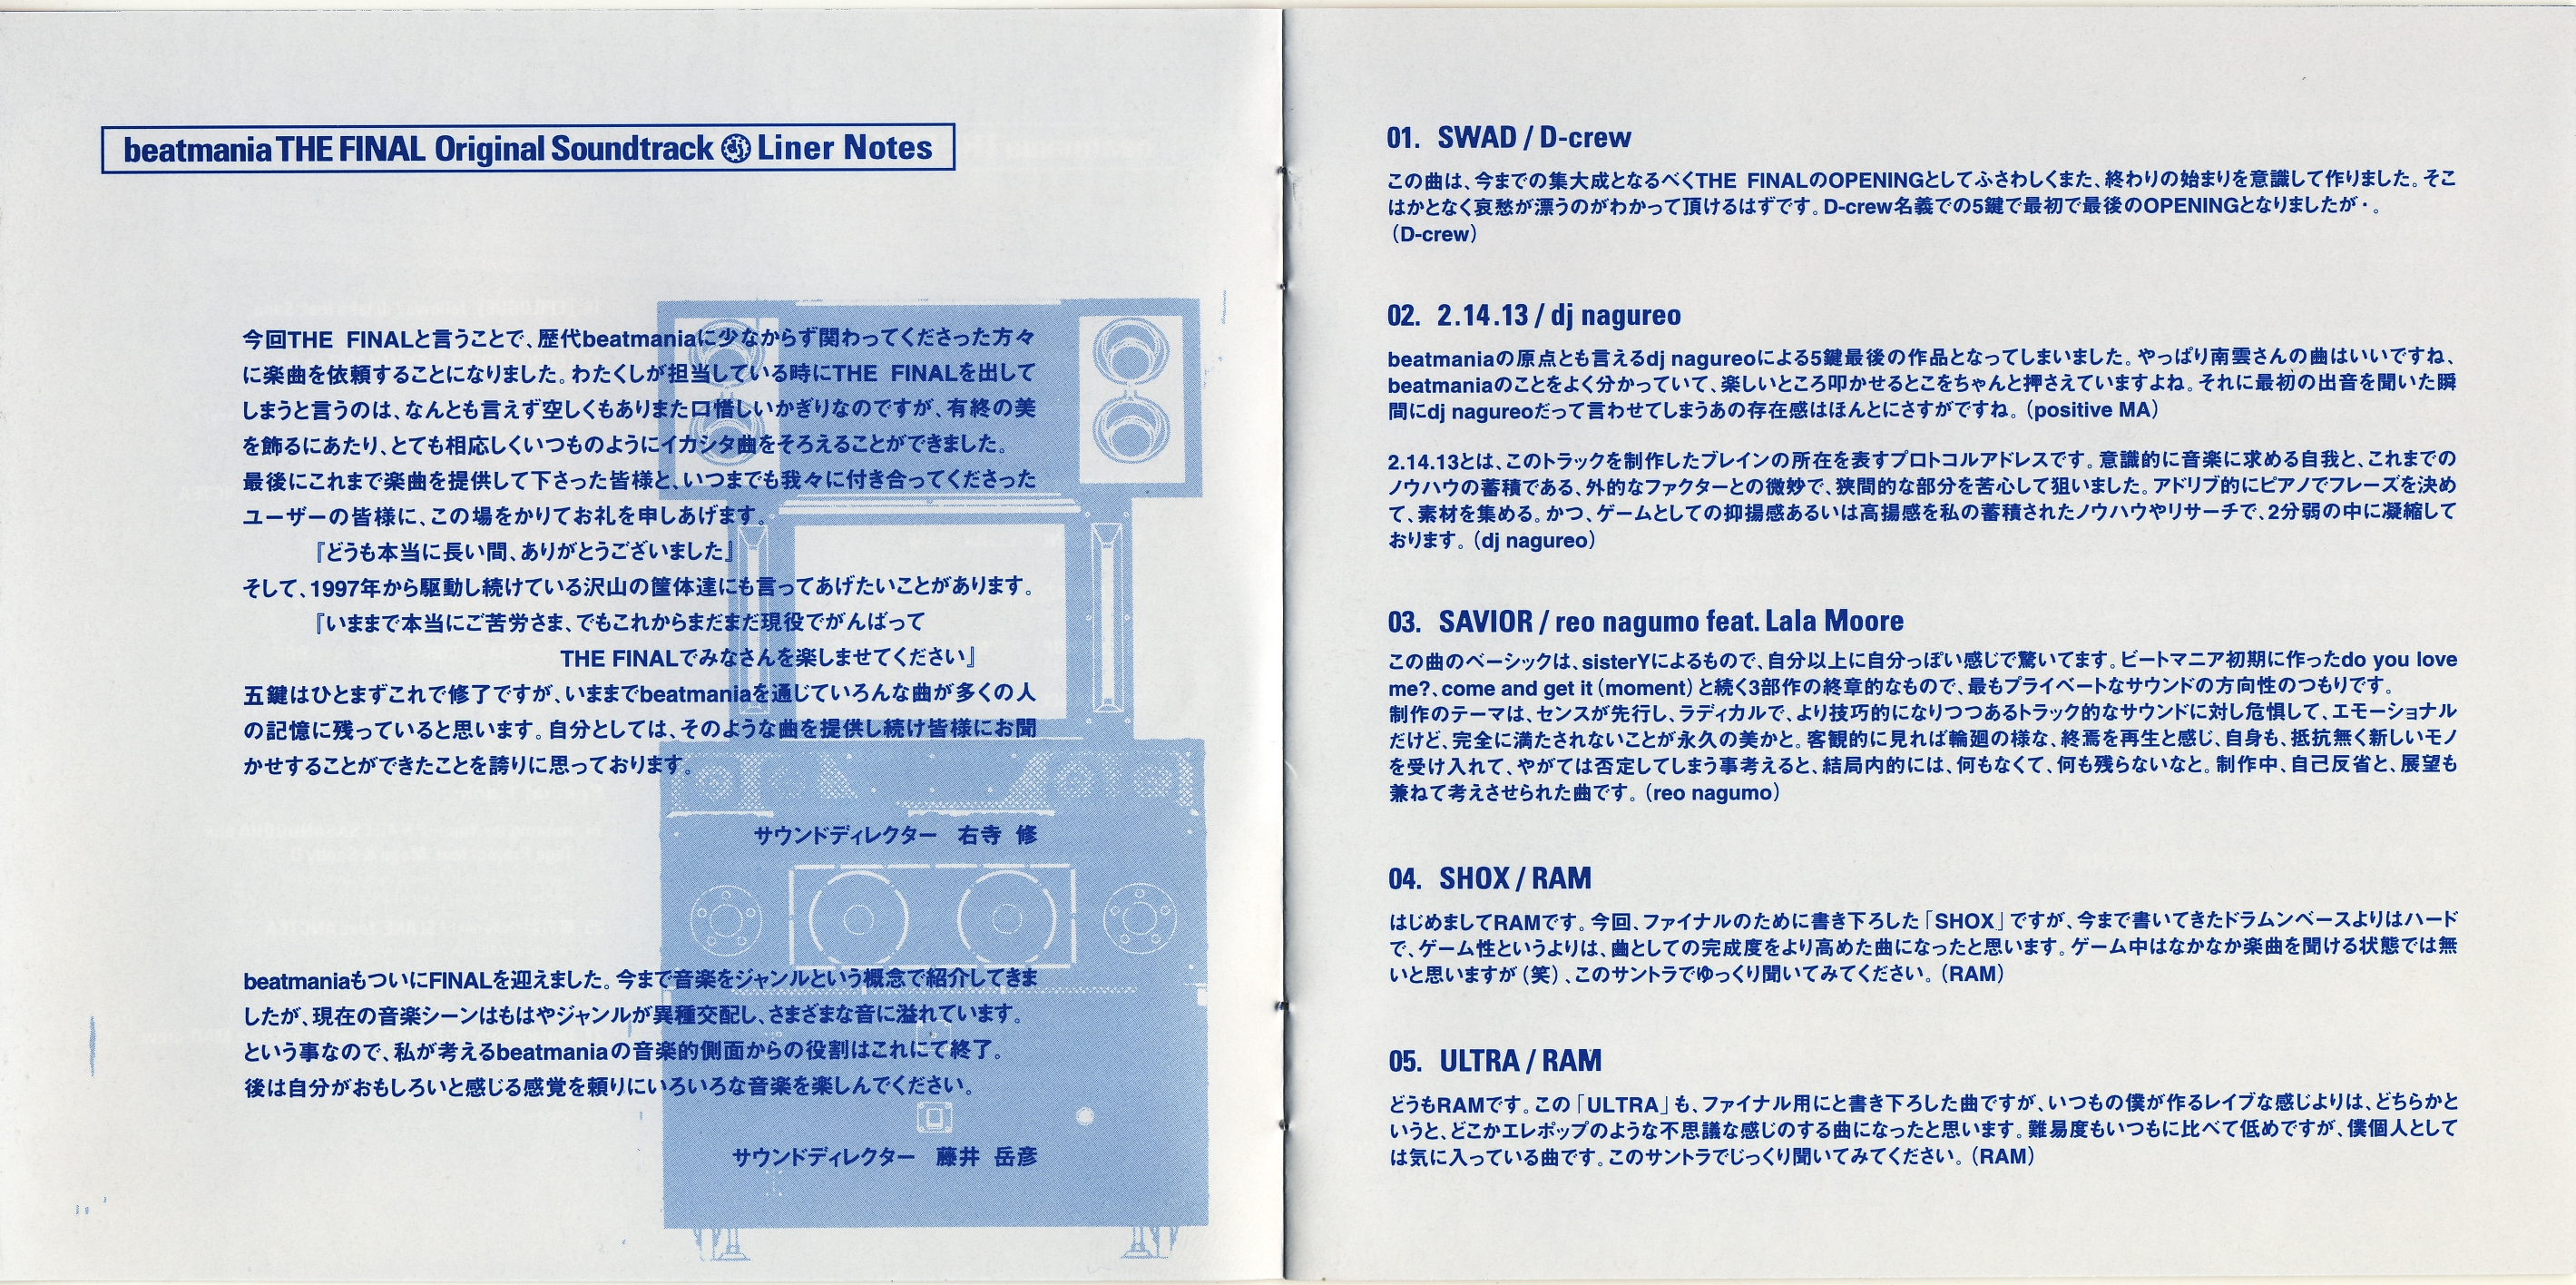 beatmania THE FINAL Original Soundtrack Liner Notes
今回THE FINALと言うことで、歴代beatmaniaに少なからず関わってくださった方々
に楽曲を依頼することになりました。わたくしが担当している時にTHE FINALを出して
しまうと言うのは、なんとも言えず空しくもありまた口惜しいかぎりなのですが、有終の美
を飾るにあたり、とても相応しくいつものようにイカシタ曲をそろえることができました。
最後にこれまで楽曲を提供して下さった皆様と、いつまでも我々に付き合ってくださった
ユーザーの皆様に、この場をかりてお礼を申しあげます。
『どうも本当に長い間、ありがとうございました』
そして、1997年から駆動し続けている沢山の筐体達にも言ってあげたいことがあります。
『いままで本当にご苦労さま、でもこれからまだまだ現役でがんばって
THE FINALでみなさんを楽しませてください』
五鍵はひとまずこれで修了ですが、いままでbeatmaniaを通じていろんな曲が多くの人
の記憶に残っていると思います。自分としては、そのような曲を提供し続け皆様にお聞
かせすることができたことを誇りに思っております。
サウンドディレクター 右寺 修
beatmaniaもついにFINALを迎えました。今まで音楽をジャンルという概念で紹介してきま
したが、現在の音楽シーンはもはやジャンルが異種交配し、さまざまな音に溢れています。
という事なので、私が考えるbeatmaniaの音楽的側面からの役割はこれにて終了。
後は自分がおもしろいと感じる感覚を頼りにいろいろな音楽を楽しんでください。
サウンドディレクター 藤井 岳彦
01. SWAD / D-crew
この曲は、今までの集大成となるべくTHE FINALのOPENINGとしてふさわしくまた、終わりの始まりを意識して作りました。そこ
はかとなく哀愁が漂うのがわかって頂けるはずです。D-crew名義での5鍵で最初で最後のOPENINGとなりましたが・。
（D-crew）
02. 2.14.13 / dj nagureo
beatmaniaの原点とも言えるdj nagureoによる5鍵最後の作品となってしまいました。やっぱり南雲さんの曲はいいですね、
beatmaniaのことをよく分かっていて、楽しいところ叩かせるとこをちゃんと押さえていますよね。それに最初の出音を聞いた瞬
間にdj nagureoだって言わせてしまうあの存在感はほんとにさすがですね。（positive MA）
2.14.13とは、このトラックを制作したブレインの所在を表すプロトコルアドレスです。意識的に音楽に求める自我と、これまでの
ノウハウの蓄積である、外的なファクターとの微妙で、狭間的な部分を苦心して狙いました。アドリブ的にピアノでフレーズを決め
て、素材を集める。かつ、ゲームとしての抑揚感あるいは高揚感を私の蓄積されたノウハウやリサーチで、2分弱の中に凝縮して
おります。（dj nagureo）
03. SAVIOR / reo nagumo feat. Lala Moore
この曲のベーシックは、sisterYによるもので、自分以上に自分っぽい感じで驚いてます。ビートマニア初期に作ったdo you love
me?、come and get it（moment）と続く3部作の終章的なもので、最もプライベートなサウンドの方向性のつもりです。
制作のテーマは、センスが先行し、ラディカルで、より技巧的になりつつあるトラック的なサウンドに対し危惧して、エモーショナル
だけど、完全に満たされないことが永久の美かと。客観的に見れば輪廻の様な、終焉を再生と感じ、自身も、抵抗無く新しいモノ
を受け入れて、やがては否定してしまう事考えると、結局内的には、何もなくて、何も残らないなと。制作中、自己反省と、展望も
兼ねて考えさせられた曲です。（reo nagumo）
04. SHOX / RAM
はじめましてRAMです。今回、ファイナルのために書き下ろした「SHOX」ですが、今まで書いてきたドラムンベースよりはハード
で、ゲーム性というよりは、曲としての完成度をより高めた曲になったと思います。ゲーム中はなかなか楽曲を聞ける状態では無
いと思いますが（笑）、このサントラでゆっくり聞いてみてください。（RAM）
05. ULTRA / RAM
どうもRAMです。この「ULTRA」も、ファイナル用にと書き下ろした曲ですが、いつもの僕が作るレイブな感じよりは、どちらかと
いうと、どこかエレポップのような不思議な感じのする曲になったと思います。難易度もいつもに比べて低めですが、僕個人として
は気に入っている曲です。このサントラでじっくり聞いてみてください。（RAM）